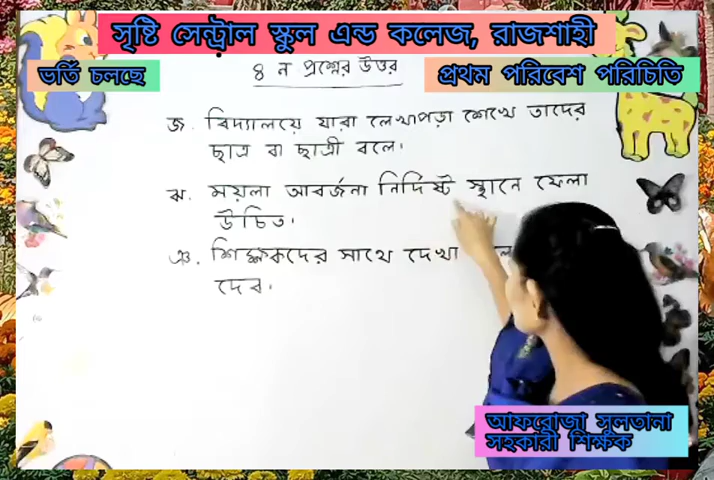 সৃষ্টি সেন্ট্রাল স্কুল এন্ড কলেজ, রাজশাহী
ভর্তি চলছে
৪ ন প্রশ্নের উত্তর
প্রথম পরিবেশ পরিচিতি
জ. বিদ্যালয়ে যারা লেখাপড়া শেখে তাদের
ছাত্র বা ছাত্রী বলে।
ঝ. ময়লা আবর্জনা নির্দিষ্ট স্থানে ফেলা
উচিত।
ঞ. শিক্ষকদের সাথে দেখা
দেব।
আফরোজা সুলতানা
সহকারী শিক্ষক